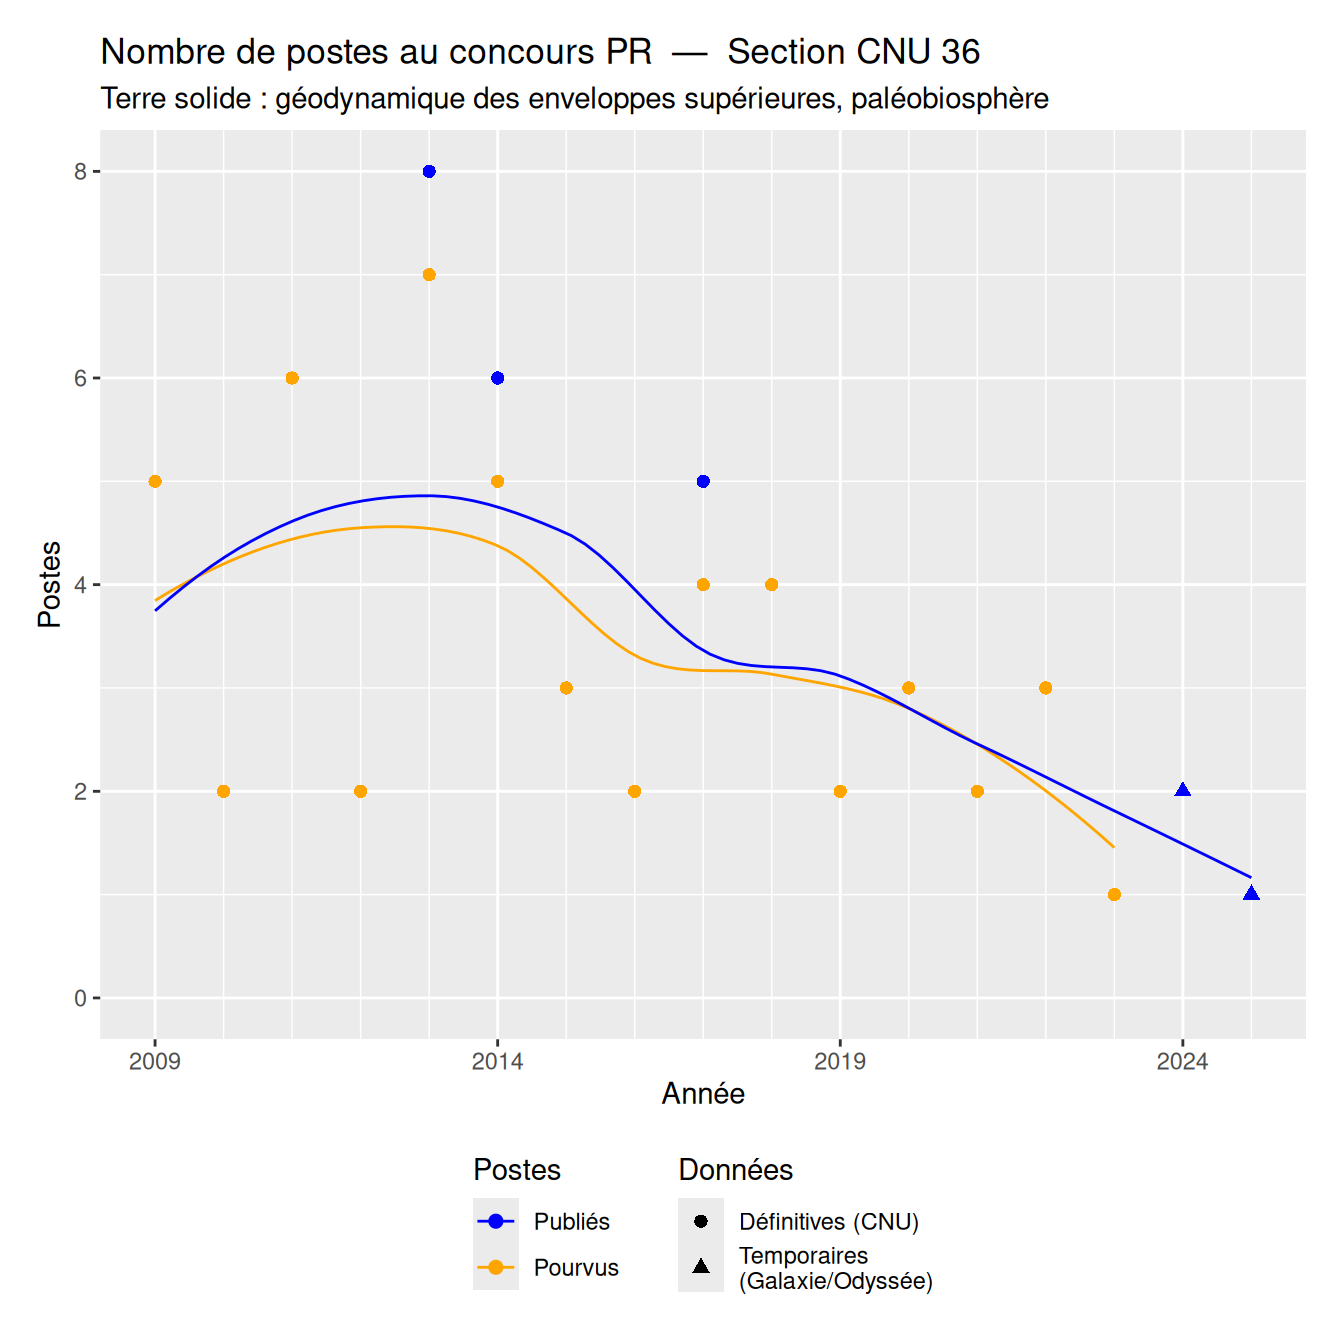 Nombre de postes au concours PR — Section CNU 36
Terre solide : géodynamique des enveloppes supérieures, paléobiosphère
8
6
4
2
0
Postes
2009
2014
2019
2024
Année
Postes
Publiés
Pourvus
Données
Définitives (CNU)
Temporaires
(Galaxie/Odyssée)